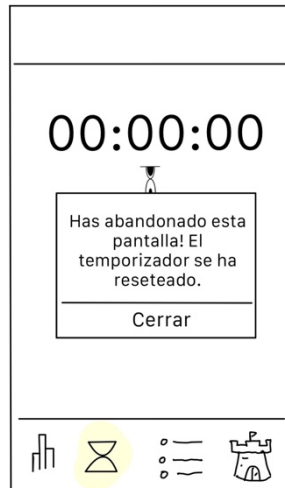 00:00:00
Has abandonado esta
pantalla! El
temporizador se ha
reseteado.
Cerrar